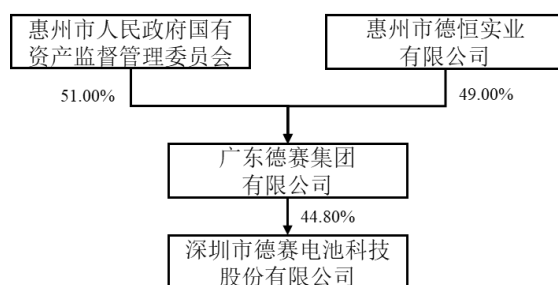 惠州市人民政府国有
资产监督管理委员会
惠州市德恒实业
有限公司
51.00%
49.00%
广东德赛集团
有限公司
44.80%
深圳市德赛电池科技
股份有限公司